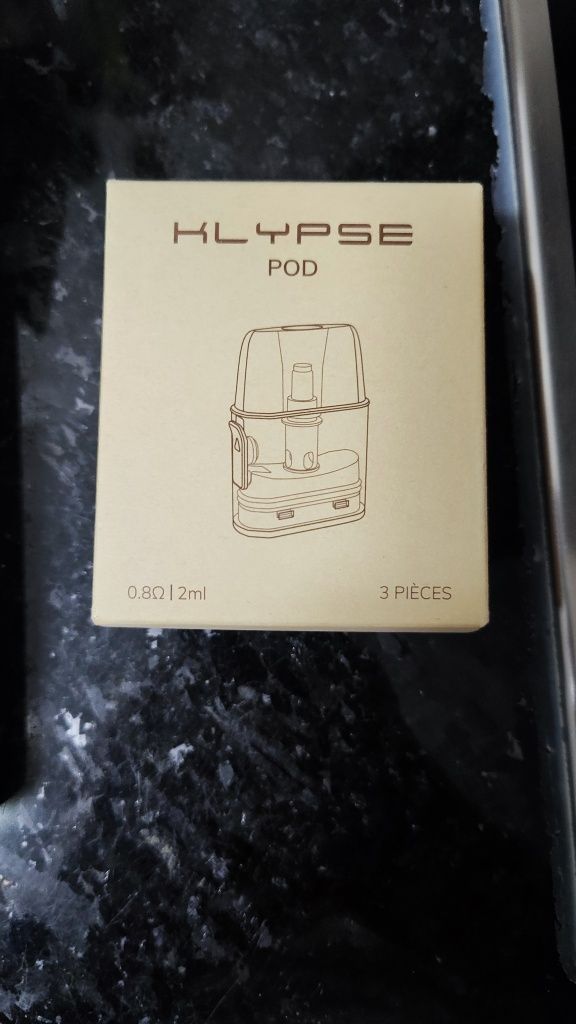 KLYPSE
POD
0.8Ω | 2ml 3 PIÈCES